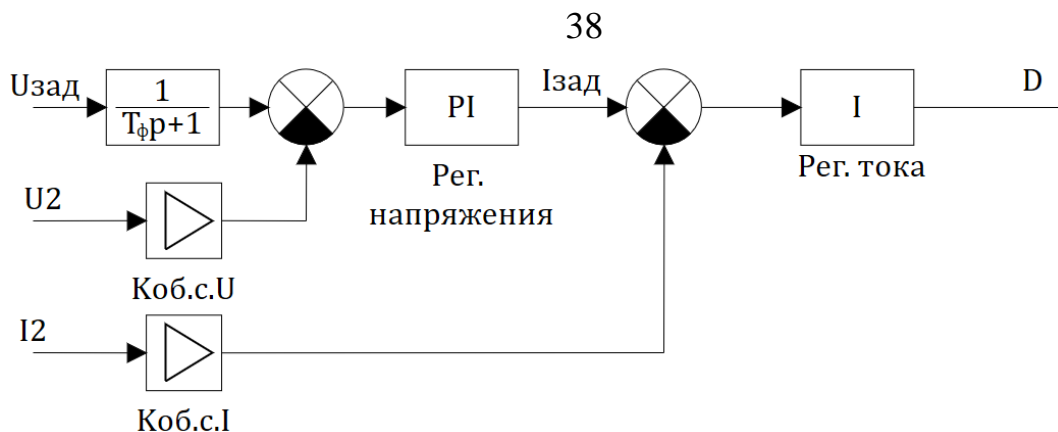 38
Uзад
1
Tфp+1
PI
Iзад
I
D
Рег.
напряжения
Рег. тока
U2
Коб.с.U
I2
Коб.с.I